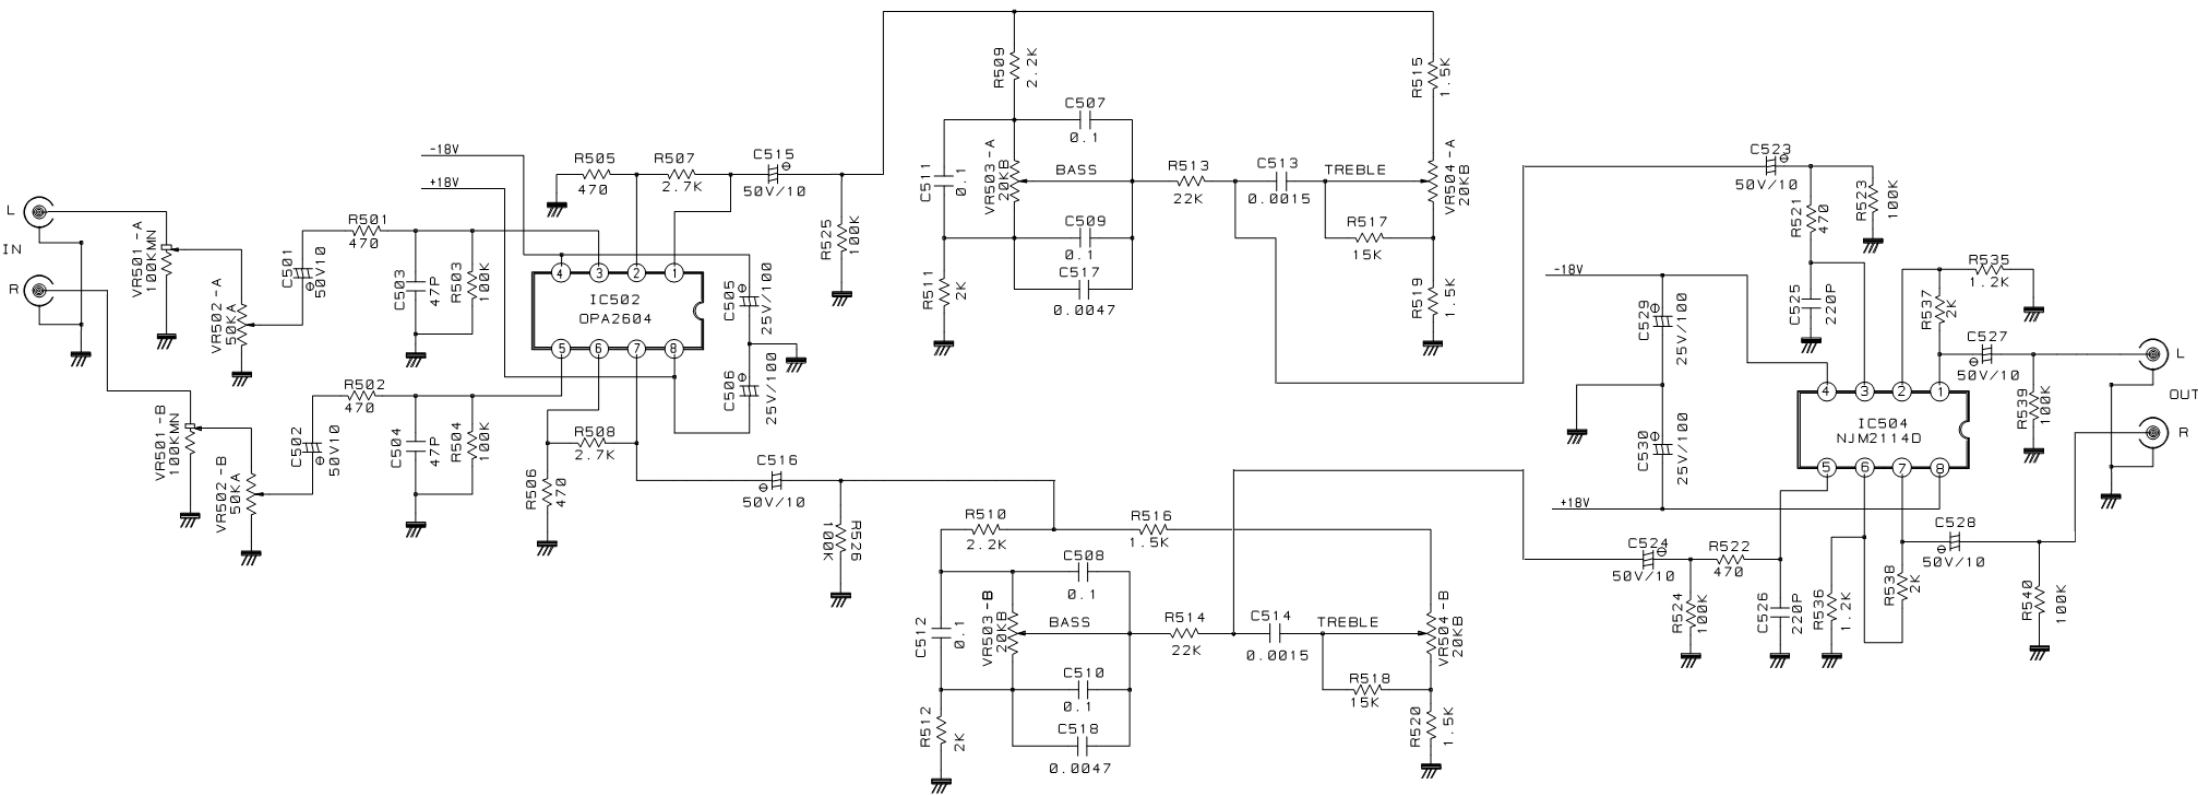 L
IN
R
VR501-A
100KMN
VR502-A
50KA
C501
50V10
R501
470
C503
47P
R503
100K
-18V
+18V
R505
470
R507
2.7K
C515
50V/10
R525
100K
4
3
2
1
IC502
OPA2604
5
6
7
8
C505
25V/100
C506
25V/100
VR501-B
100KMN
VR502-B
50KA
C502
50V10
R502
470
C504
47P
R504
100K
R506
470
R508
2.7K
C516
50V/10
R526
100K
R509
2.2K
C507
0.1
C511
0.1
VR503-A
20KB
BASS
C509
0.1
C517
0.0047
R511
2K
R513
22K
C513
0.0015
TREBLE
R517
15K
R515
1.5K
VR504-A
20KB
R519
1.5K
R510
2.2K
R516
1.5K
C508
0.1
C512
0.1
VR503-B
20KB
BASS
C510
0.1
C518
0.0047
R512
2K
R514
22K
C514
0.0015
TREBLE
R518
15K
VR504-B
20KB
R520
1.5K
C523
50V/10
R521
470
R523
100K
C525
220P
-18V
C529
25V/100
C530
25V/100
+18V
R535
1.2K
R537
2K
C527
50V/10
R539
100K
4
3
2
1
IC504
NJM2114D
5
6
7
8
L
OUT
R
C524
50V/10
R522
470
R524
100K
C526
220P
R536
1.2K
R538
2K
C528
50V/10
R540
100K